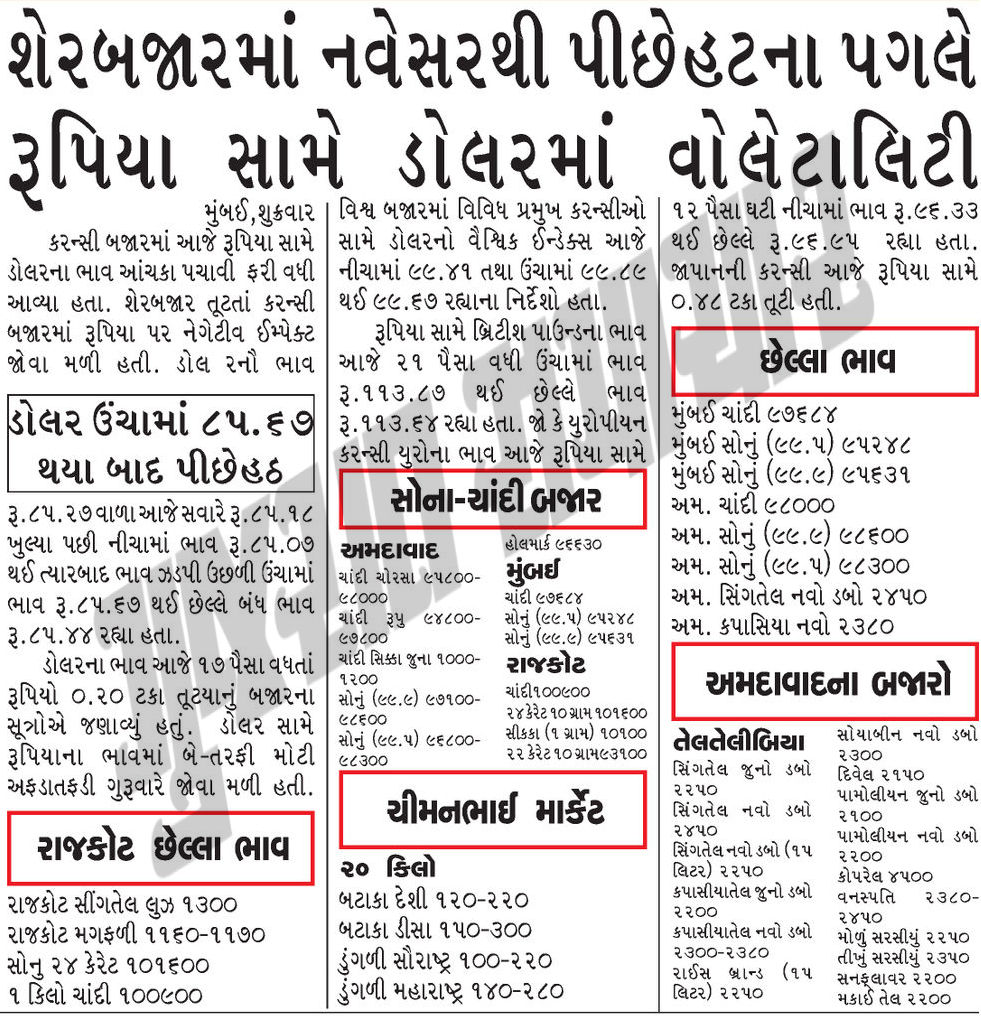 શેરબજારમાં નવેસરથી પીછેહટના પગલે
રૂપિયા સામે ડોલરમાં વોલેટાલિટી
મુંબઈ,શુક્રવાર
કરન્સી બજારમાં આજે રૂપિયા સામે
ડોલરના ભાવ આંચકા પચાવી ફરી વધી
આવ્યા હતા. શેરબજાર તૂટતાં કરન્સી
બજારમાં રૂપિયા પર નેગેટીવ ઈમ્પેક્ટ
જોવા મળી હતી. ડોલ ૨નૌ ભાવ
ડોલર ઉંચામાં ૮૫.૬૭
થયા બાદ પીછેહઠ
રૂ.૮૫.૨૭ વાળા આજે સવારે રૂ.૮૫.૧૮
ખુલ્યા પછી નીચામાં ભાવ રૂ.૮૫.૦૭
થઈ ત્યારબાદ ભાવ ઝડપી ઉછળી ઉંચામાં
ભાવ રૂ.૮૫.૬૭ થઈ છેલ્લે બંધ ભાવ
રૂ.૮૫.૪૪ રહ્યા હતા.
ડોલરના ભાવ આજે ૧૭ પૈસા વધતાં
રૂપિયો ૦.૨૦ ટકા તૂટયાનું બજારના
સૂત્રોએ જણાવ્યું હતું. ડોલર સામે
રૂપિયાના ભાવમાં બે-તરફી મોટી
અફડાતફડી ગુરૂવારે જોવા મળી હતી.
રાજકોટ છેલ્લા ભાવ
રાજકોટ સીંગતેલ લુઝ ૧૩૦૦
રાજકોટ મગફળી ૧૧૬૦-૧૧૭૦
સોનુ ૨૪ કેરેટ ૧૦૧૬૦૦
૧ કિલો ચાંદી ૧૦૦૯૦૦
વિશ્વ બજારમાં વિવિધ પ્રમુખ કરન્સીઓ
સામે ડોલરનો વૈશ્વિક ઈન્ડેક્સ આજે
નીચામાં ૯૯.૪૧ તથા ઉંચામાં ૯૯.૮૯
થઈ ૯૯.૬૭ રહ્યાના નિર્દેશો હતા.
રૂપિયા સામે બ્રિટીશ પાઉન્ડના ભાવ
આજે ૨૧ પૈસા વધી ઉંચામાં ભાવ
રૂ.૧૧૩.૮૭ થઈ છેલ્લે ભાવ
રૂ.૧૧૩.૬૪ રહ્યા હતા. જો કે યુરોપીયન
કરન્સી યુરોના ભાવ આજે રૂપિયા સામે
સોના-ચાંદી બજાર
અમદાવાદ
ચાંદી ચોરસા ૯૫૮૦૦-
૯૮૦૦૦
ચાંદી રૂપુ ૯૪૮૦૦-
૯૭૮૦૦
ચાંદી સિક્કા જુના ૧૦૦૦-
૧૨૦૦
સોનું (૯૯.૯) ૯૭૧૦૦-
૯૮૬૦૦
સોનું (૯૯.૫) ૯૬૮૦૦-
૯૮૩૦૦
હોલમાર્ક ૯૬૬૩૦
મુંબઈ
ચાંદી ૯૭૬૮૪
સોનું (૯૯.૫) ૯૫૨૪૮
સોનું (૯૯.૯) ૯૫૬૩૧
રાજકોટ
ચાંદી૧૦૦૯૦૦
૨૪ કેરેટ ૧૦ ગ્રામ ૧૦૧૬૦૦
સીકકા (૧ ગ્રામ) ૧૦૧૦૦
૨૨ કેરેટ ૧૦ ગ્રામ૯૩૧૦૦
ચીમનભાઈ માર્કેટ
૨૦ કિલો
બટાકા દેશી ૧૨૦-૨૨૦
બટાકા ડીસા ૧૫૦-૩૦૦
ડુંગળી સૌરાષ્ટ્ર ૧૦૦-૨૨૦
ડુંગળી મહારાષ્ટ્ર ૧૪૦-૨૮૦
૧૨ પૈસા ઘટી નીચામાં ભાવ રૂ.૯૬.૩૩
થઈ છેલ્લે રૂ.૯૬.૯૫ રહ્યા હતા.
જાપાનની કરન્સી આજે રૂપિયા સામે
૦.૪૮ ટકા તૂટી હતી.
છેલ્લા ભાવ
મુંબઈ ચાંદી ૯૭૬૮૪
મુંબઈ સોનું (૯૯.૫) ૯૫૨૪૮
મુંબઈ સોનું (૯૯.૯) ૯૫૬૩૧
અમ. ચાંદી ૯૮૦૦૦
અમ. સોનું (૯૯.૯) ૯૮૬૦૦
અમ. સોનું (૯૯.૫) ૯૮૩૦૦
અમ. સિંગતેલ નવો ડબો ૨૪૫૦
અમ. કપાસિયા નવો ૨૩૮૦
અમદાવાદના બજારો
તેલતેલીબિયા
સિંગતેલ જુનો ડબો
૨૨૫૦
સિંગતેલ નવો ડબો
૨૪૫૦
સિંગતેલ નવો ડબો (૧૫
લિટર) ૨૨૫૦
કપાસીયાતેલ જુનો ડબો
૨૨૦૦
કપાસીયાતેલ નવો ડબો
૨૩૦૦-૨૩૮૦
રાઈસ બ્રાન્ડ (૧૫
લિટર) ૨૨૫૦
સોયાબીન નવો ડબો
૨૩૦૦
દિવેલ ૨૧૫૦
પામોલીયન જુનો ડબો
૨૧૦૦
પામોલીયન નવો ડબો
૨૨૦૦
કોપરેલ ૪૫૦૦
વનસ્પતિ ૨૩૮૦-
૨૪૫૦
મોળું સરસીયું ૨૨૫૦
તીખું સરસીયું ૨૩૫૦
સનફલાવર ૨૨૦૦
મકાઈ તેલ ૨૨૦૦
ગુજરાત સમાચાર